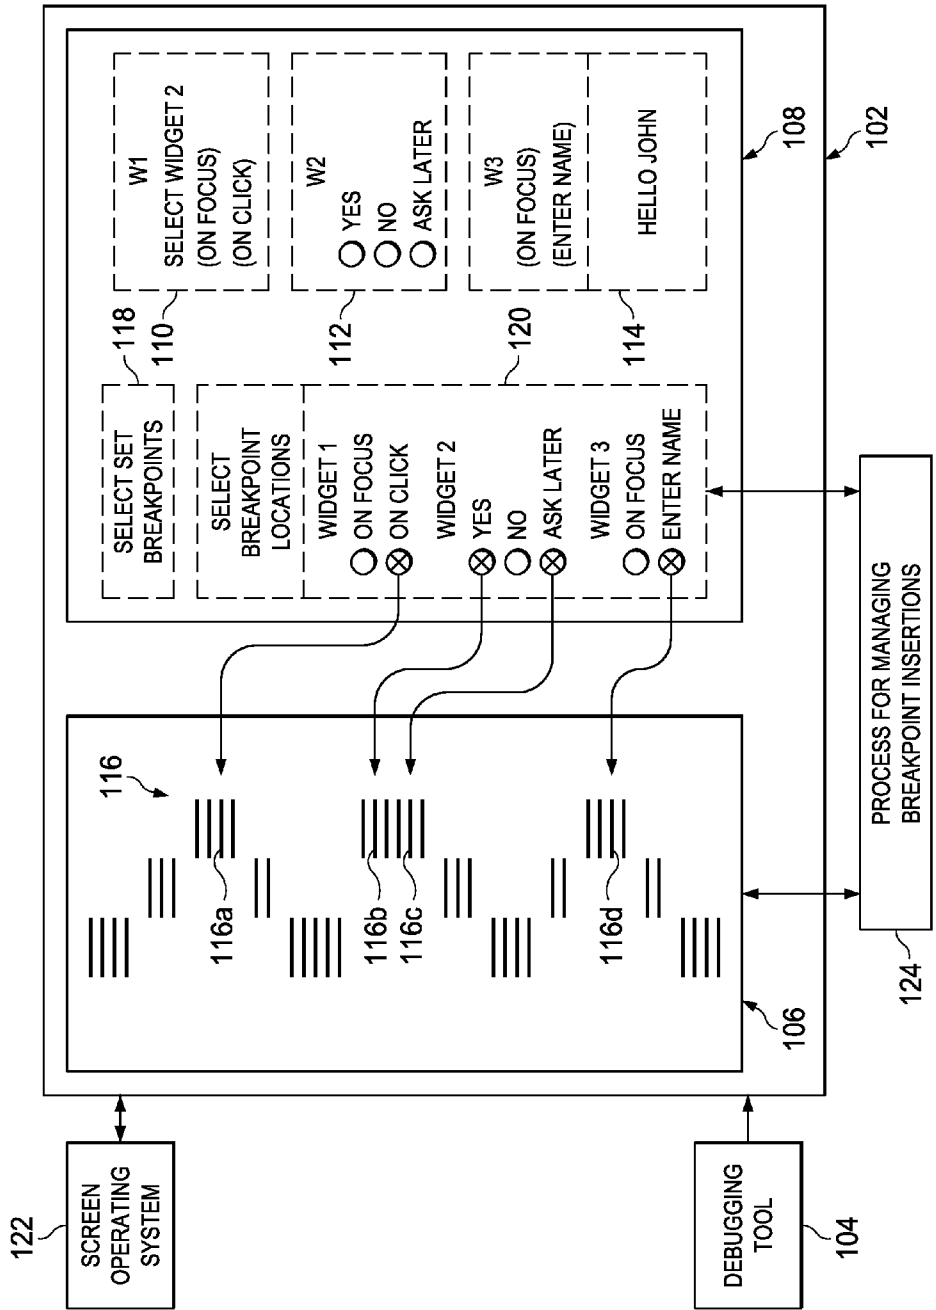 122
SCREEN
OPERATING
SYSTEM
DEBUGGING
TOOL
104
116
116a
116b
116c
116d
106
SELECT SET
BREAKPOINTS
118
SELECT
BREAKPOINT
LOCATIONS
WIDGET 1
ON FOCUS
ON CLICK
WIDGET 2
YES
NO
ASK LATER
WIDGET 3
ON FOCUS
ENTER NAME
120
W1
SELECT WIDGET 2
(ON FOCUS)
(ON CLICK)
110
W2
YES
NO
ASK LATER
112
W3
(ON FOCUS)
(ENTER NAME)
HELLO JOHN
114
108
102
PROCESS FOR MANAGING
BREAKPOINT INSERTIONS
124